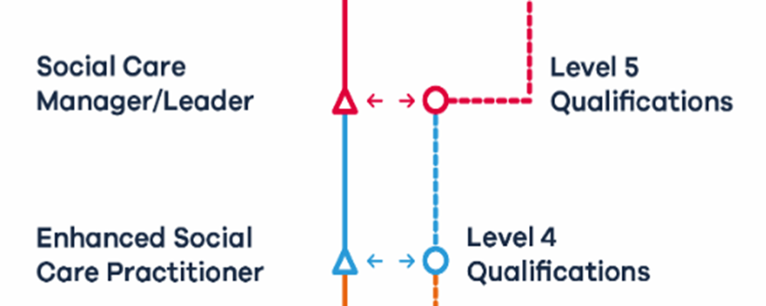 Social Care
Manager/Leader
Level 5
Qualifications
Enhanced Social
Care Practitioner
Level 4
Qualifications